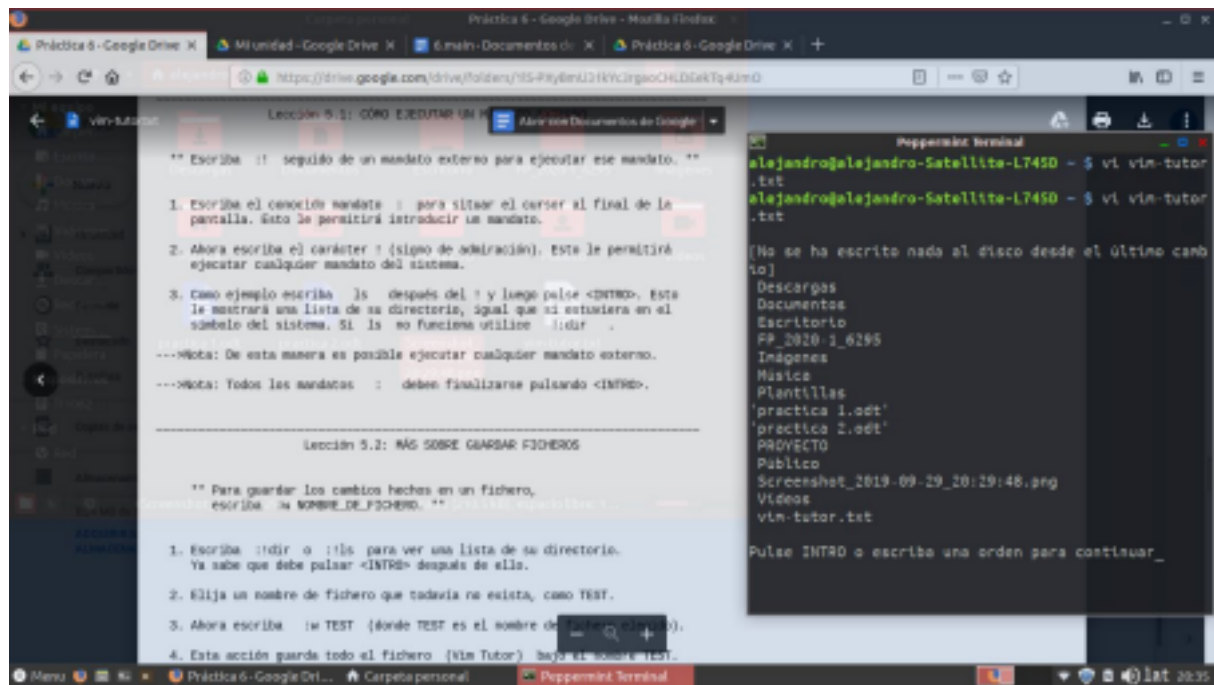 Carpeta personal
Práctica 6 - Google Drive - Mozilla Firefox
Práctica 6 - Google Drive
Mi unidad - Google Drive
6.main - Documentos de
Práctica 6 - Google Drive
vim-tutor.txt
Abrir con Documentos de Google
Lección 5.1: CÓMO EJECUTAR UN M
** Escriba :! seguido de un mandato externo para ejecutar ese mandato. **
1. Escriba el conocido mandato : para situar el cursor al final de la
pantalla. Esto le permitirá introducir un mandato.
2. Ahora escriba el carácter ! (signo de admiración). Esto le permitirá
ejecutar cualquier mandato del sistema.
3. Como ejemplo escriba ls después del ! y luego pulse <INTRO>. Esto
le mostrará una lista de su directorio, igual que si estuviera en el
símbolo del sistema. Si ls no funciona utilice !:dir .
--->Nota: De esta manera es posible ejecutar cualquier mandato externo.
--->Nota: Todos los mandatos : deben finalizarse pulsando <INTRO>.
Lección 5.2: MÁS SOBRE GUARDAR FICHEROS
** Para guardar los cambios hechos en un fichero,
escriba :w NOMBRE_DE_FICHERO. **
1. Escriba :!dir o :!ls para ver una lista de su directorio.
Ya sabe que debe pulsar <INTRO> después de ello.
2. Elija un nombre de fichero que todavía no exista, como TEST.
3. Ahora escriba :w TEST (donde TEST es el nombre de fichero elegido).
4. Esta acción guarda todo el fichero (Vim Tutor) bajo el nombre TEST.
Peppermint Terminal
alejandro@alejandro-Satellite-L745D ~ $ vi vim-tutor
.txt
alejandro@alejandro-Satellite-L745D ~ $ vi vim-tutor
.txt
[No se ha escrito nada al disco desde el último camb
io]
Descargas
Documentos
Escritorio
FP_2020-1_6295
Imágenes
Música
Plantillas
'practica 1.odt'
'practica 2.odt'
PROYECTO
Público
Screenshot_2019-09-29_20:29:48.png
Vídeos
vim-tutor.txt
Pulse INTRO o escriba una orden para continuar_
Menu
Práctica 6 - Google Dri...
Carpeta personal
Peppermint Terminal
lat 20:35